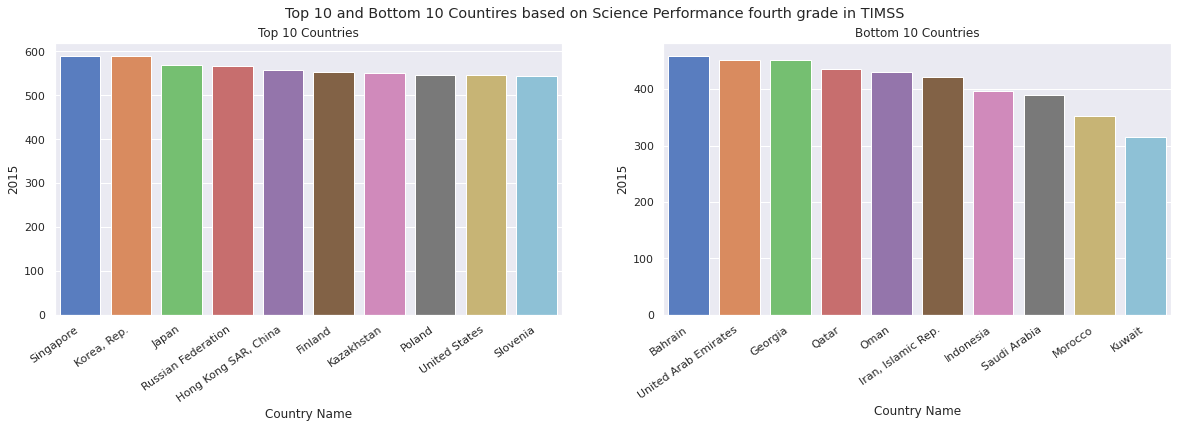 Top 10 and Bottom 10 Countires based on Science Performance fourth grade in TIMSS
Top 10 Countries
600
500
400
300
200
100
0
2015
Singapore
Korea, Rep.
Japan
Russian Federation
Hong Kong SAR, China
Finland
Kazakhstan
Poland
United States
Slovenia
Country Name
Bottom 10 Countries
400
300
200
100
0
2015
Bahrain
United Arab Emirates
Georgia
Qatar
Oman
Iran, Islamic Rep.
Indonesia
Saudi Arabia
Morocco
Kuwait
Country Name